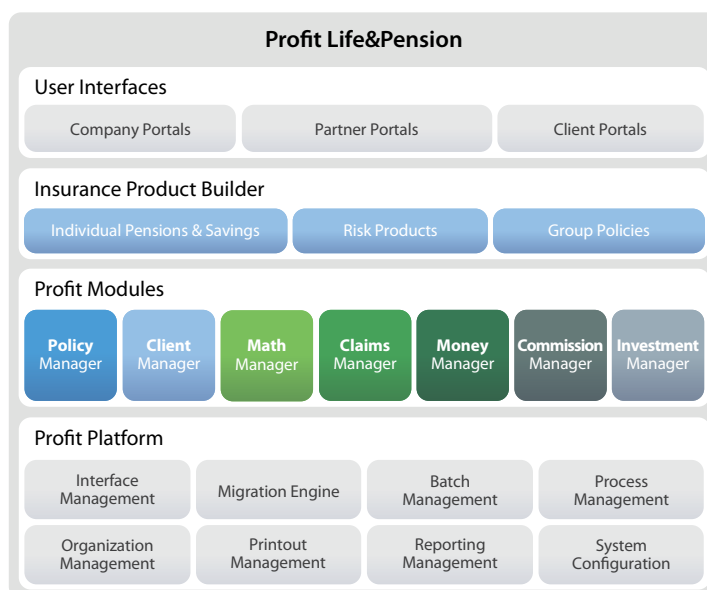 Profit Life&Pension
User Interfaces
Company Portals
Partner Portals
Client Portals
Insurance Product Builder
Individual Pensions & Savings
Risk Products
Group Policies
Profit Modules
Policy
Manager
Client
Manager
Math
Manager
Claims
Manager
Money
Manager
Commission
Manager
Investment
Manager
Profit Platform
Interface
Management
Migration Engine
Batch
Management
Process
Management
Organization
Management
Printout
Management
Reporting
Management
System
Configuration